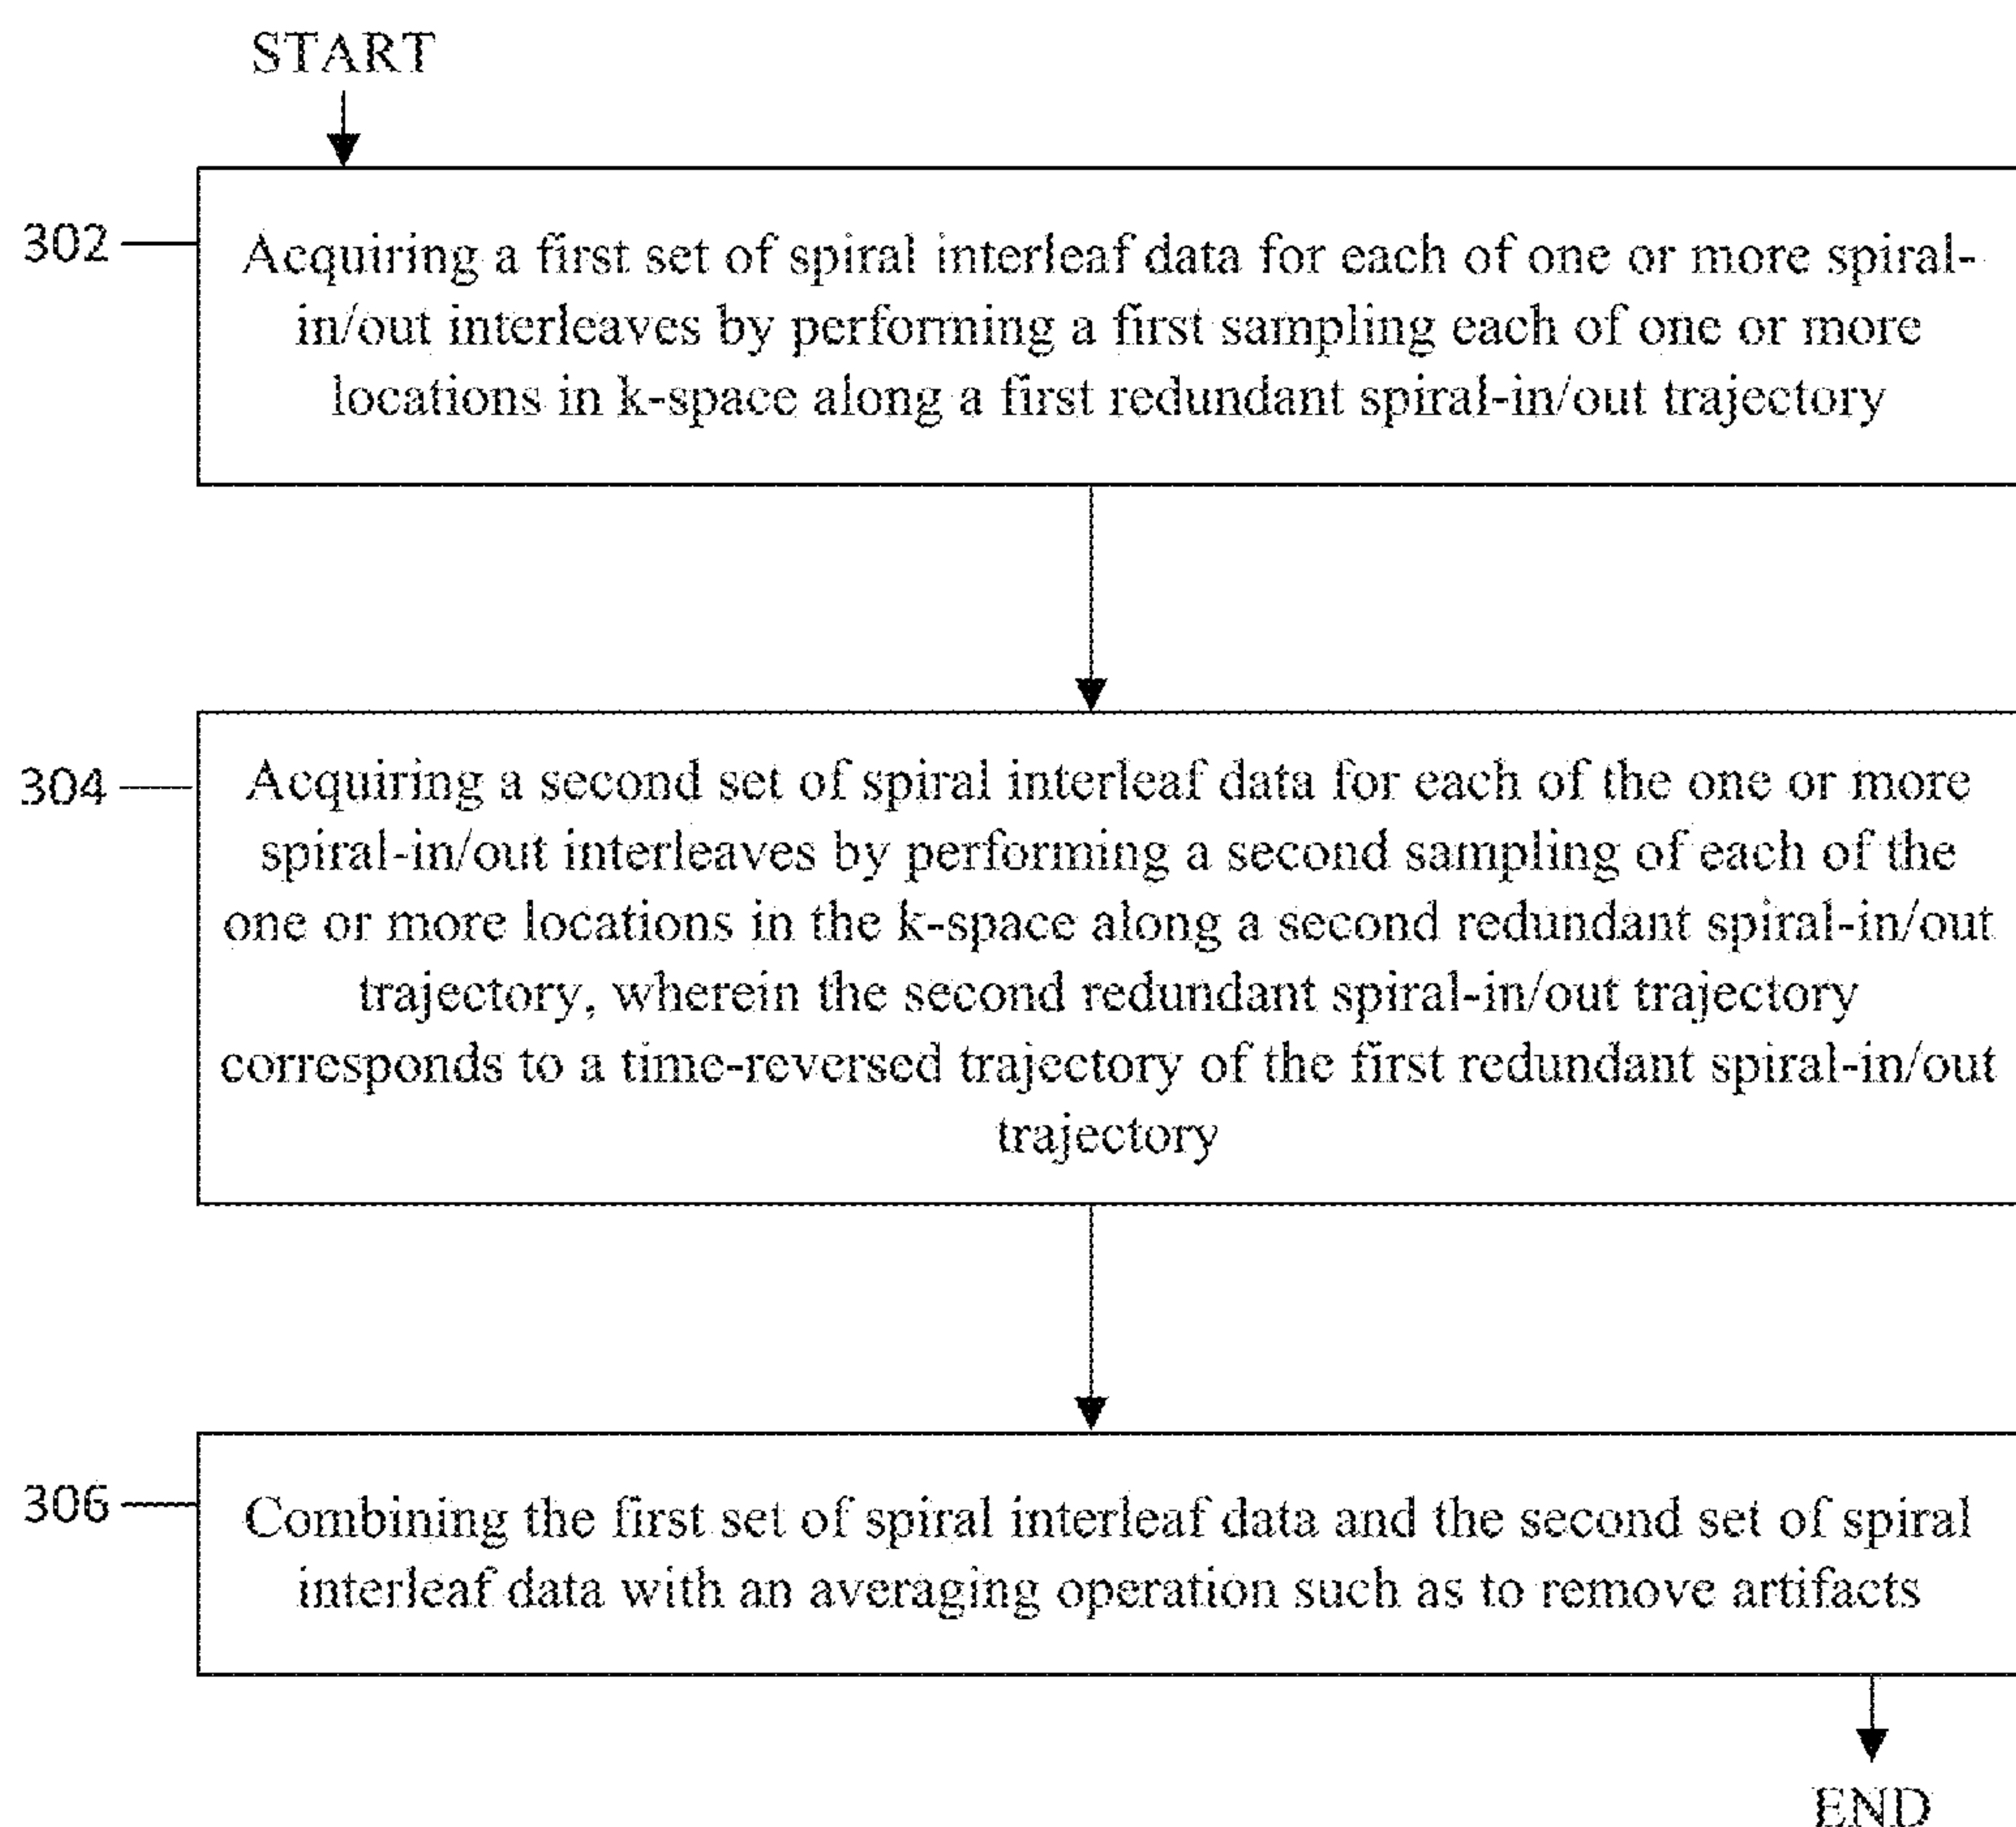 START
302
Acquiring a first set of spiral interleaf data for each of one or more spiral-
in/out interleaves by performing a first sampling each of one or more
locations in k-space along a first redundant spiral-in/out trajectory
304
Acquiring a second set of spiral interleaf data for each of the one or more
spiral-in/out interleaves by performing a second sampling of each of the
one or more locations in the k-space along a second redundant spiral-in/out
trajectory, wherein the second redundant spiral-in/out trajectory
corresponds to a time-reversed trajectory of the first redundant spiral-in/out
trajectory
306
Combining the first set of spiral interleaf data and the second set of spiral
interleaf data with an averaging operation such as to remove artifacts
END